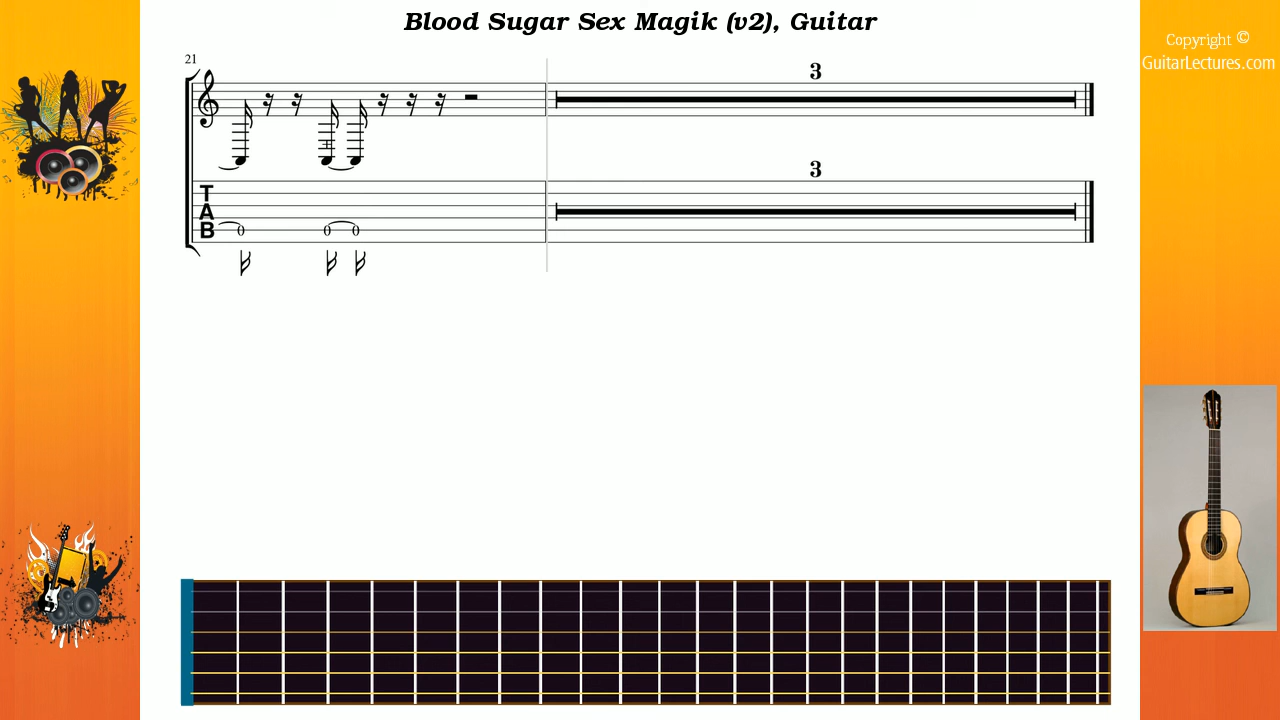 Blood Sugar Sex Magik (v2), Guitar
Copyright ©
GuitarLectures.com
21
3
3
T
A
B
0 0 0